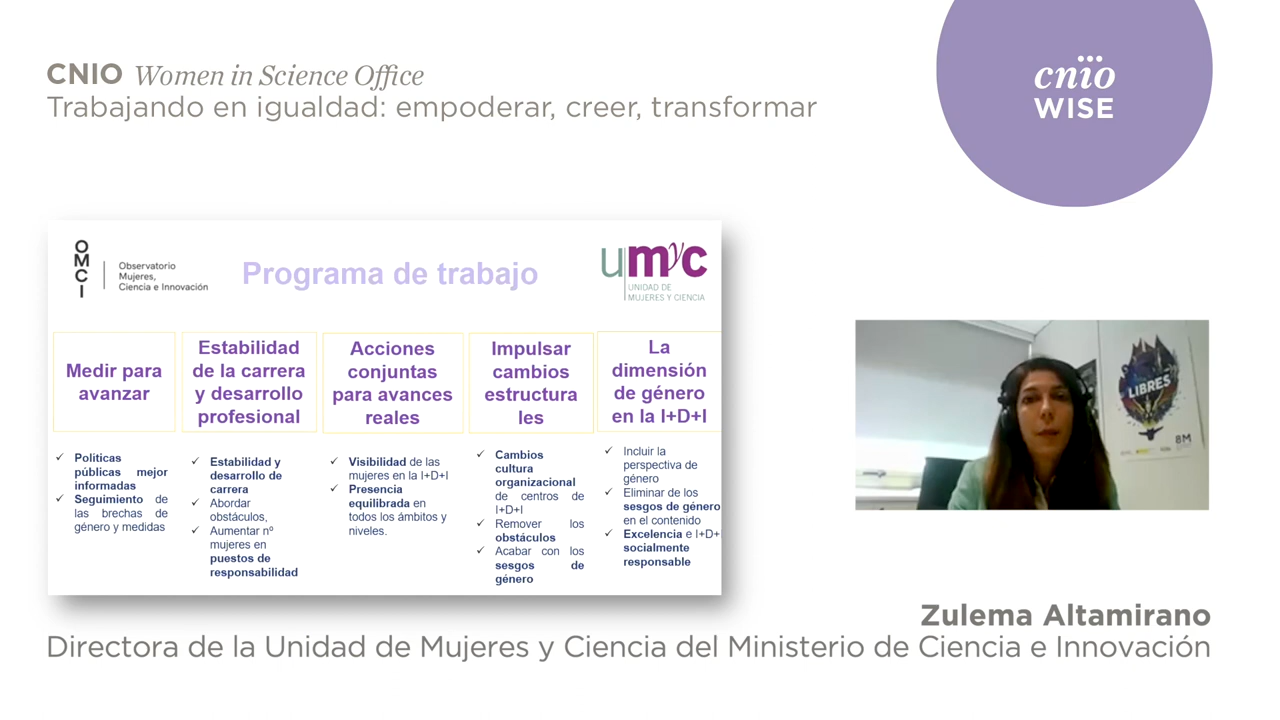 CNIO Women in Science Office
Trabajando en igualdad: empoderar, creer, transformar
cnio
WISE
O
M
C
I
Observatorio
Mujeres,
Ciencia e Innovación
Programa de trabajo
umyc
UNIDAD DE
MUJERES Y CIENCIA
Medir para
avanzar
Estabilidad
de la carrera
y desarrollo
profesional
Acciones
conjuntas
para avances
reales
Impulsar
cambios
estructura
les
La
dimensión
de género
en la I+D+I
✓ Políticas
públicas mejor
informadas
✓ Seguimiento de
las brechas de
género y medidas
✓ Estabilidad y
desarrollo de
carrera
✓ Abordar
obstáculos,
✓ Aumentar nº
mujeres en
puestos de
responsabilidad
✓ Visibilidad de las
mujeres en la I+D+I
✓ Presencia
equilibrada en
todos los ámbitos y
niveles.
✓ Cambios
cultura
organizacional
de centros de
I+D+I
✓ Remover los
obstáculos
✓ Acabar con los
sesgos de
género
✓ Incluir la
perspectiva de
género
✓ Eliminar de los
sesgos de género
en el contenido
✓ Excelencia e I+D+
socialmente
responsable
LIBRES
8M
Zulema Altamirano
Directora de la Unidad de Mujeres y Ciencia del Ministerio de Ciencia e Innovación